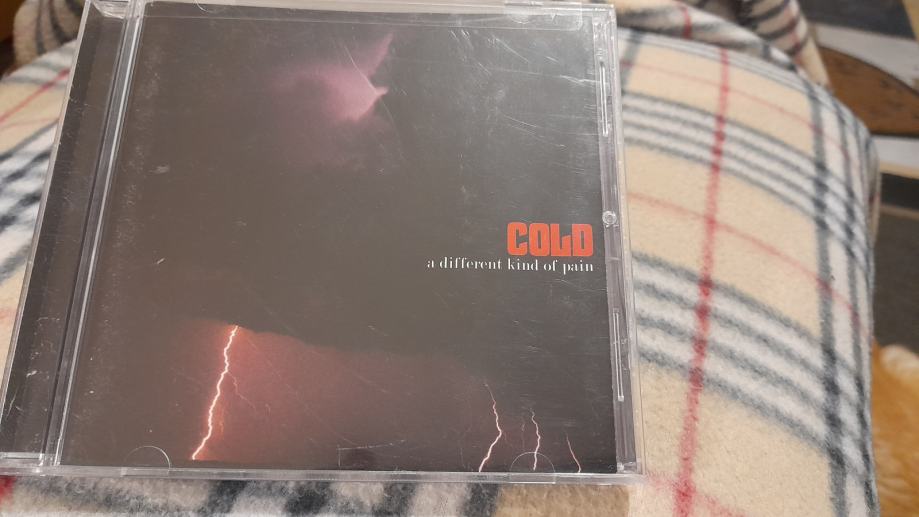 COLD
a different kind of pain